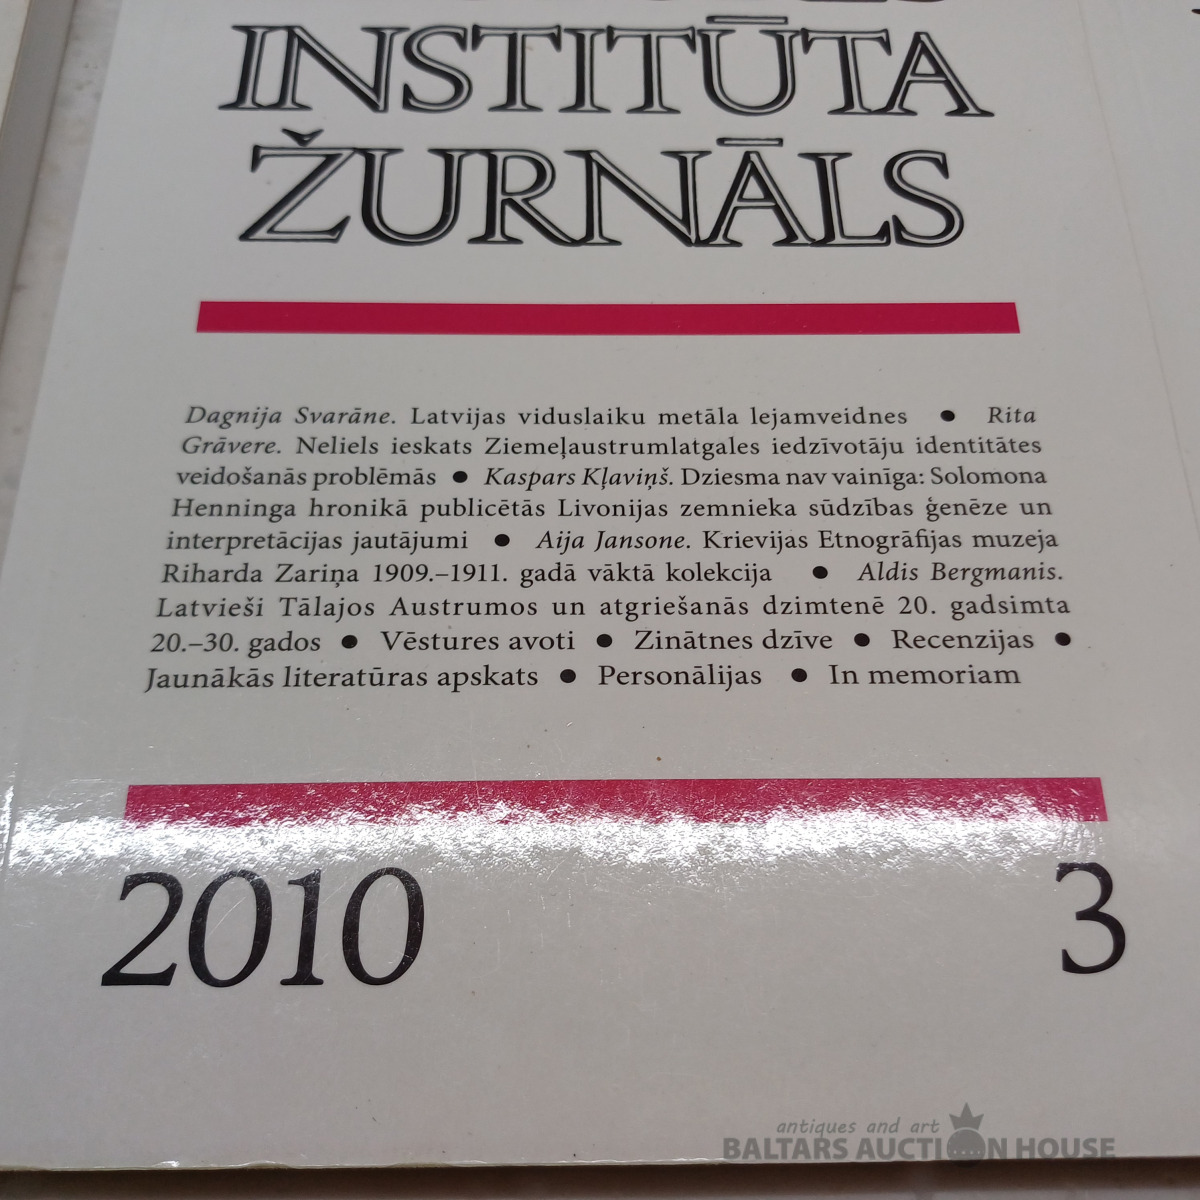 INSTITŪTA
ŽURNĀLS
Dagnija Svarāne. Latvijas viduslaiku metāla lejamveidnes ● Rita
Grāvere. Neliels ieskats Ziemeļaustrumlatgales iedzīvotāju identitātes
veidošanās problēmās ● Kaspars Kļaviņš. Dziesma nav vainīga: Solomona
Henninga hronikā publicētās Livonijas zemnieka sūdzības ģenēze un
interpretācijas jautājumi ● Aija Jansone. Krievijas Etnogrāfijas muzeja
Riharda Zariņa 1909.–1911. gadā vāktā kolekcija ● Aldis Bergmanis.
Latvieši Tālajos Austrumos un atgriešanās dzimtenē 20. gadsimta
20.–30. gados ● Vēstures avoti ● Zinātnes dzīve ● Recenzijas ●
Jaunākās literatūras apskats ● Personālijas ● In memoriam
2010 3
antiques and art
BALTARS AUCTION HOUSE